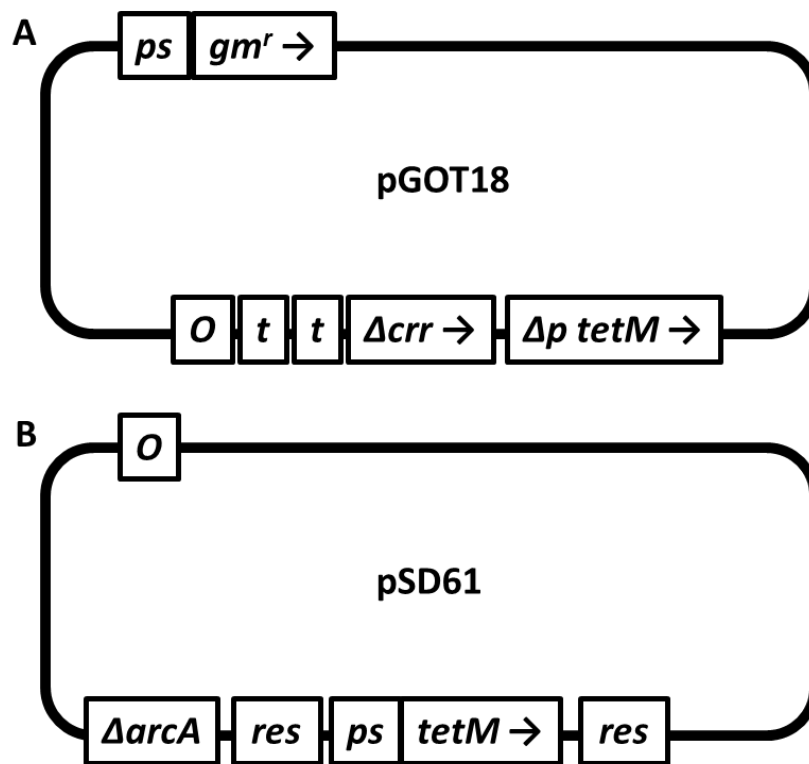 A
ps gmʳ →
pGOT18
O t t Δcrr → Δp tetM →
B
O
pSD61
ΔarcA res ps tetM → res